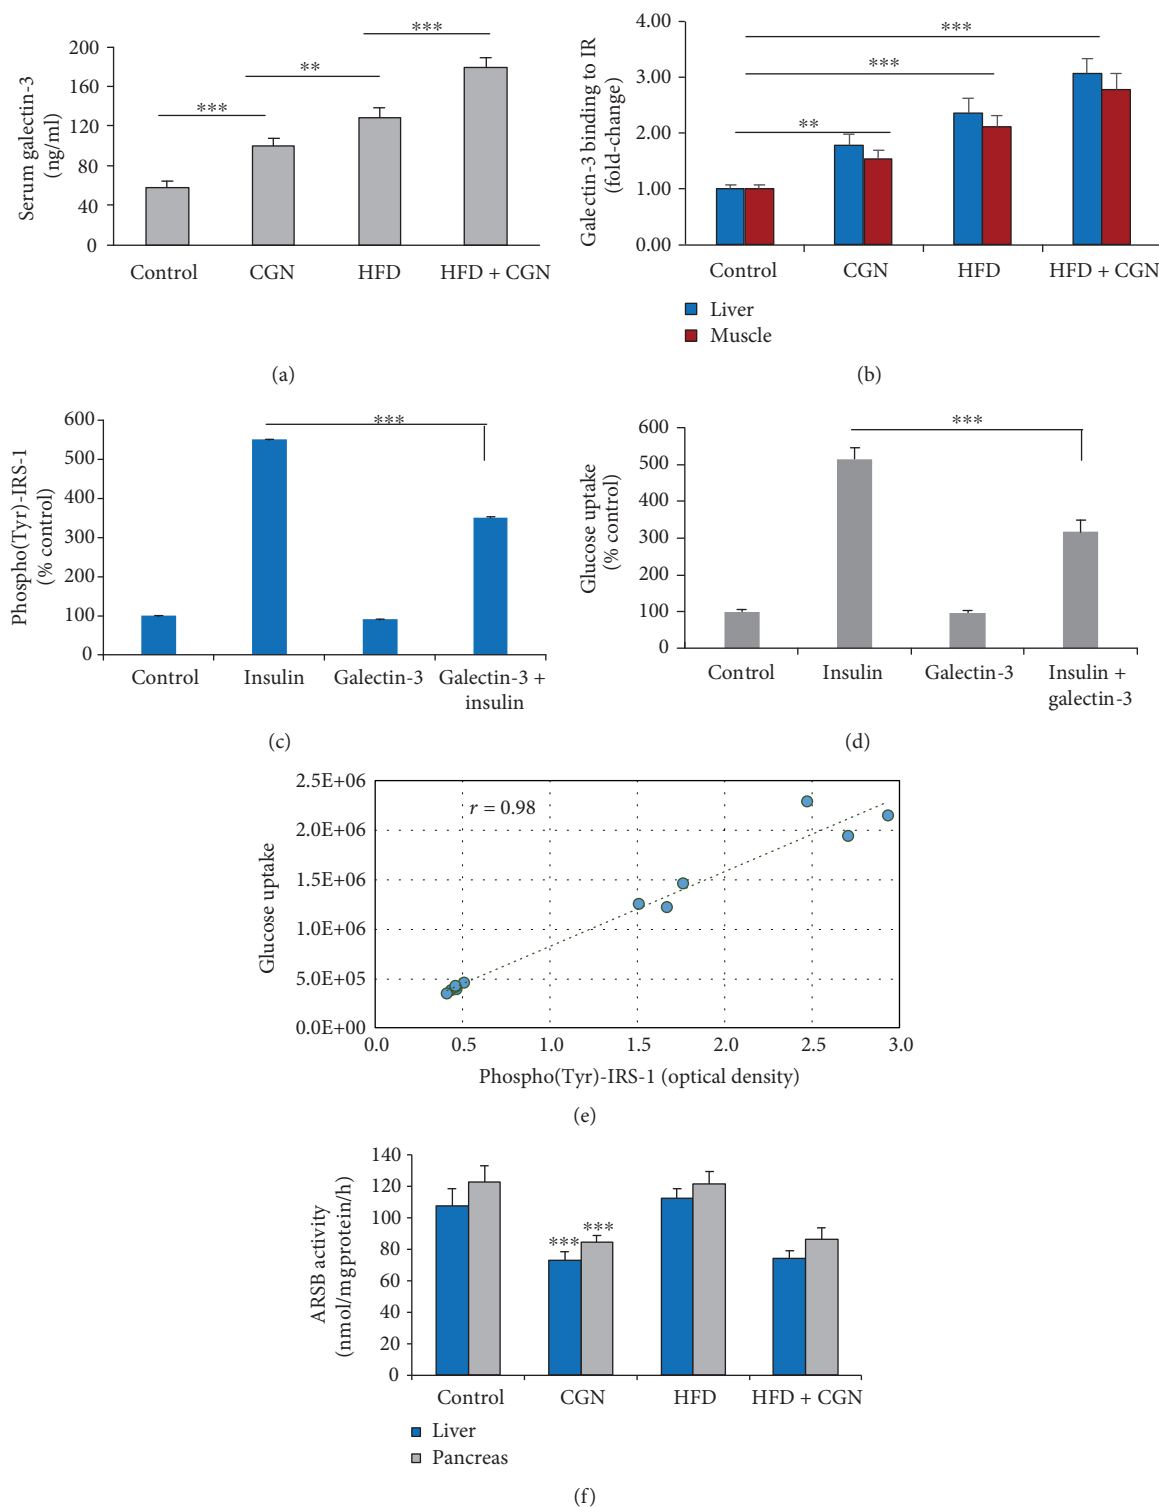 Serum galectin-3
(ng/ml)
200
160
120
80
40
0
***
**
***
Control
CGN
HFD
HFD + CGN
(a)
Galectin-3 binding to IR
(fold-change)
4.00
3.00
2.00
1.00
0.00
**
***
***
Control
CGN
HFD
HFD + CGN
Liver
Muscle
(b)
Phospho(Tyr)-IRS-1
(% control)
600
500
400
300
200
100
0
***
Control
Insulin
Galectin-3
Galectin-3 +
insulin
(c)
Glucose uptake
(% control)
600
500
400
300
200
100
0
***
Control
Insulin
Galectin-3
Insulin +
galectin-3
(d)
Glucose uptake
2.5E+06
2.0E+06
1.5E+06
1.0E+06
5.0E+05
0.0E+00
r = 0.98
0.0
0.5
1.0
1.5
2.0
2.5
3.0
Phospho(Tyr)-IRS-1 (optical density)
(e)
ARSB activity
(nmol/mgprotein/h)
140
120
100
80
60
40
20
0
***
***
Control
CGN
HFD
HFD + CGN
Liver
Pancreas
(f)